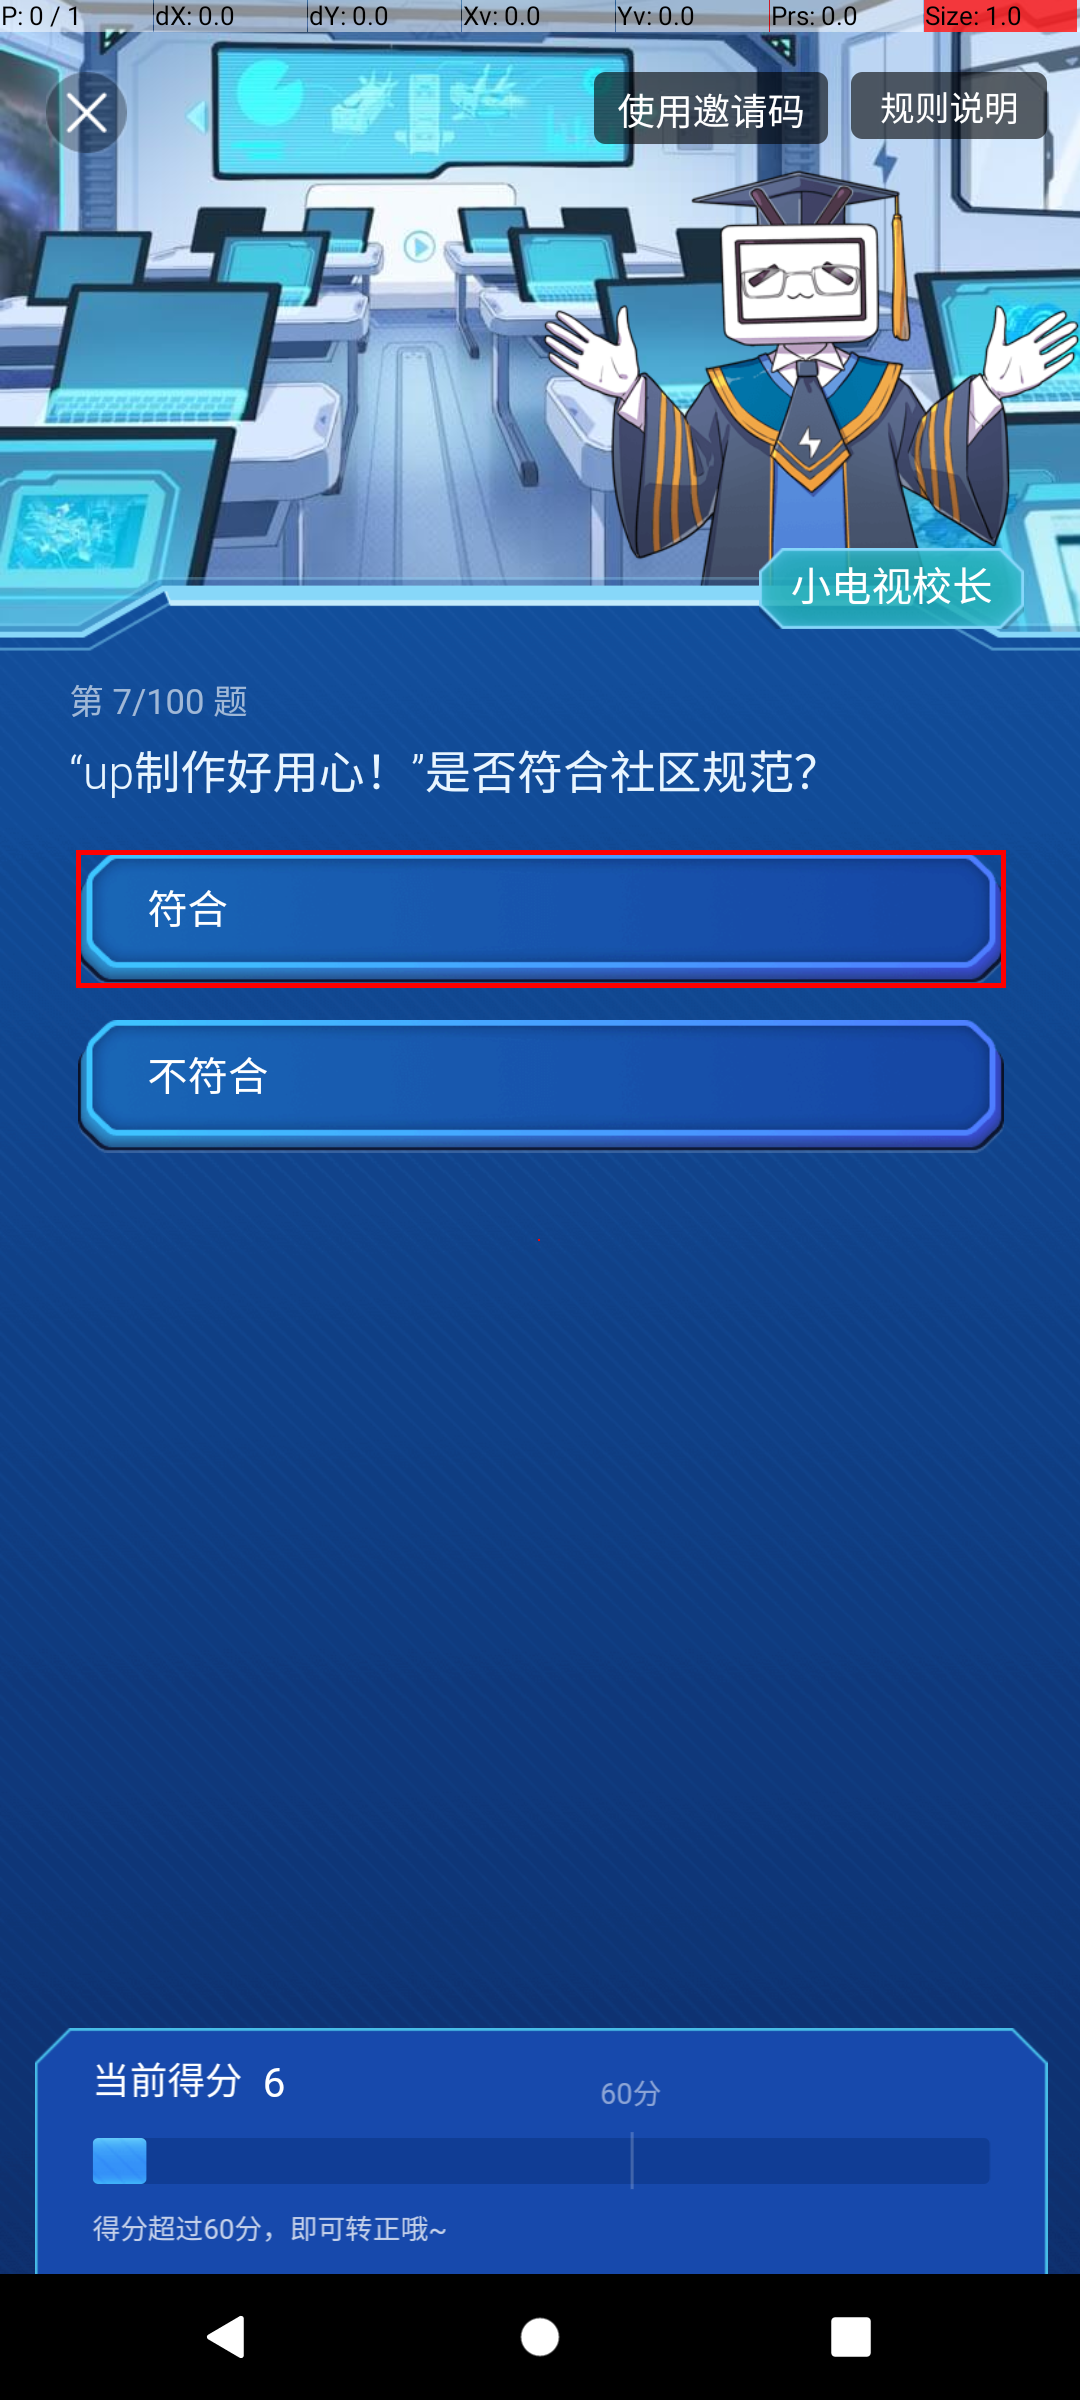 P: 0 / 1 dX: 0.0 dY: 0.0 Xv: 0.0 Yv: 0.0 Prs: 0.0 Size: 1.0
使用邀请码 规则说明
小电视校长
第 7/100 题
“up制作好用心！”是否符合社区规范？
符合
不符合
当前得分 6
60分
得分超过60分，即可转正哦~